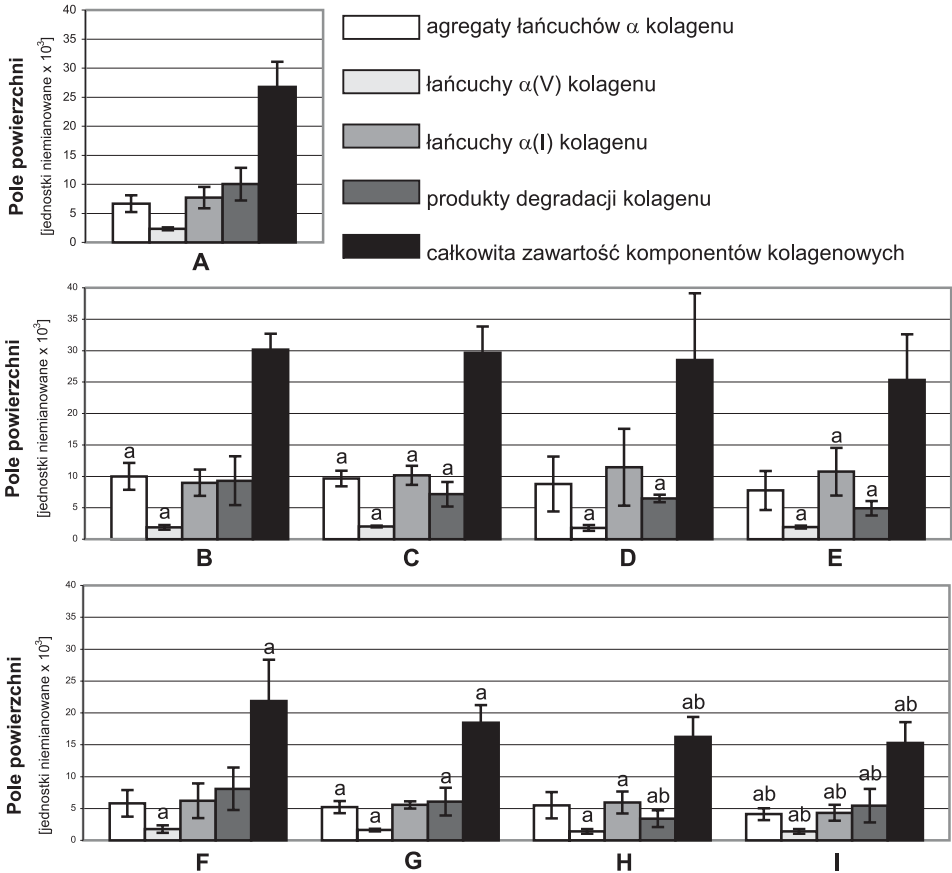 40
35
30
25
20
15
10
5
0
Pole powierzchni
[jednostki niemianowane x 10³]
A
agregaty łańcuchów α kolagenu
łańcuchy α(V) kolagenu
łańcuchy α(I) kolagenu
produkty degradacji kolagenu
całkowita zawartość komponentów kolagenowych
40
35
30
25
20
15
10
5
0
Pole powierzchni
[jednostki niemianowane x 10³]
a a a a a a a a a a a
B C D E
40
35
30
25
20
15
10
5
0
Pole powierzchni
[jednostki niemianowane x 10³]
a a a a a a a ab ab ab ab ab ab ab
F G H I